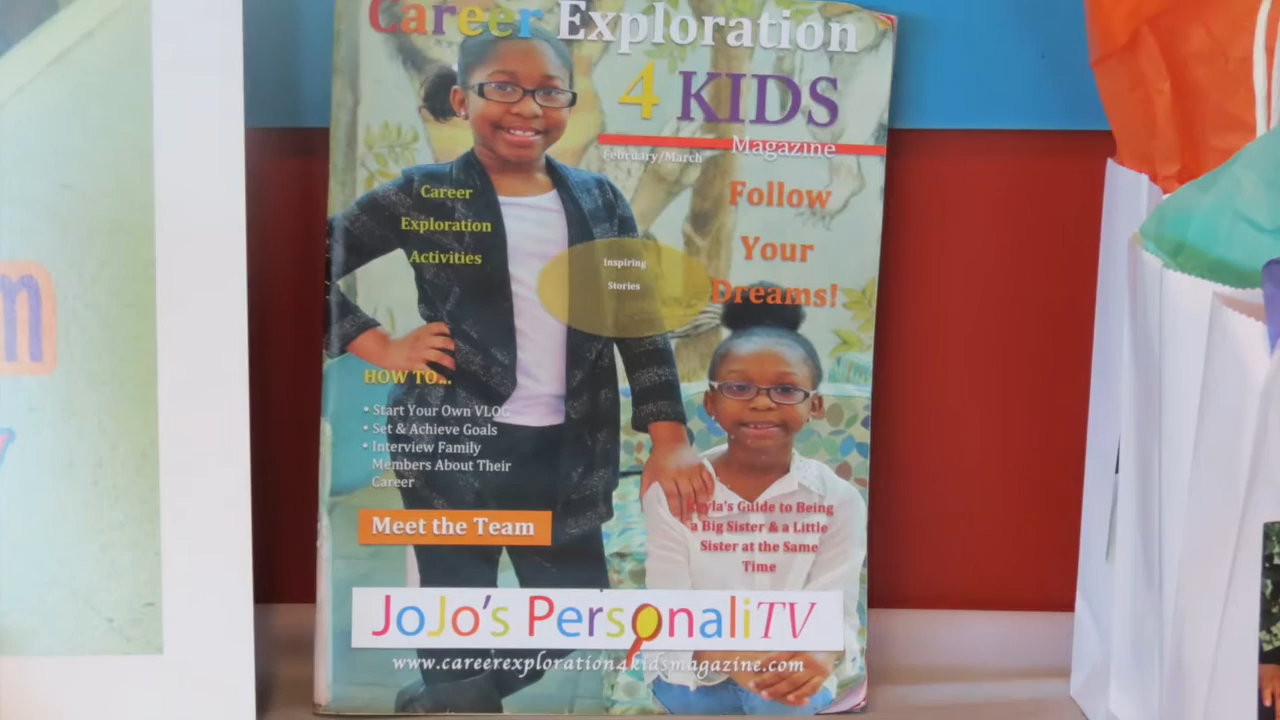 Career Exploration
4 KIDS
Magazine
February/March
Career
Exploration
Activities
Follow
Your
Dreams!
Inspiring
Stories
HOW TO...
• Start Your Own VLOG
• Set & Achieve Goals
• Interview Family
Members About Their
Career
Meet the Team
Kayla's Guide to Being
a Big Sister & a Little
Sister at the Same
Time
JoJo's PersonaliTV
www.careerexploration4kidsmagazine.com
m